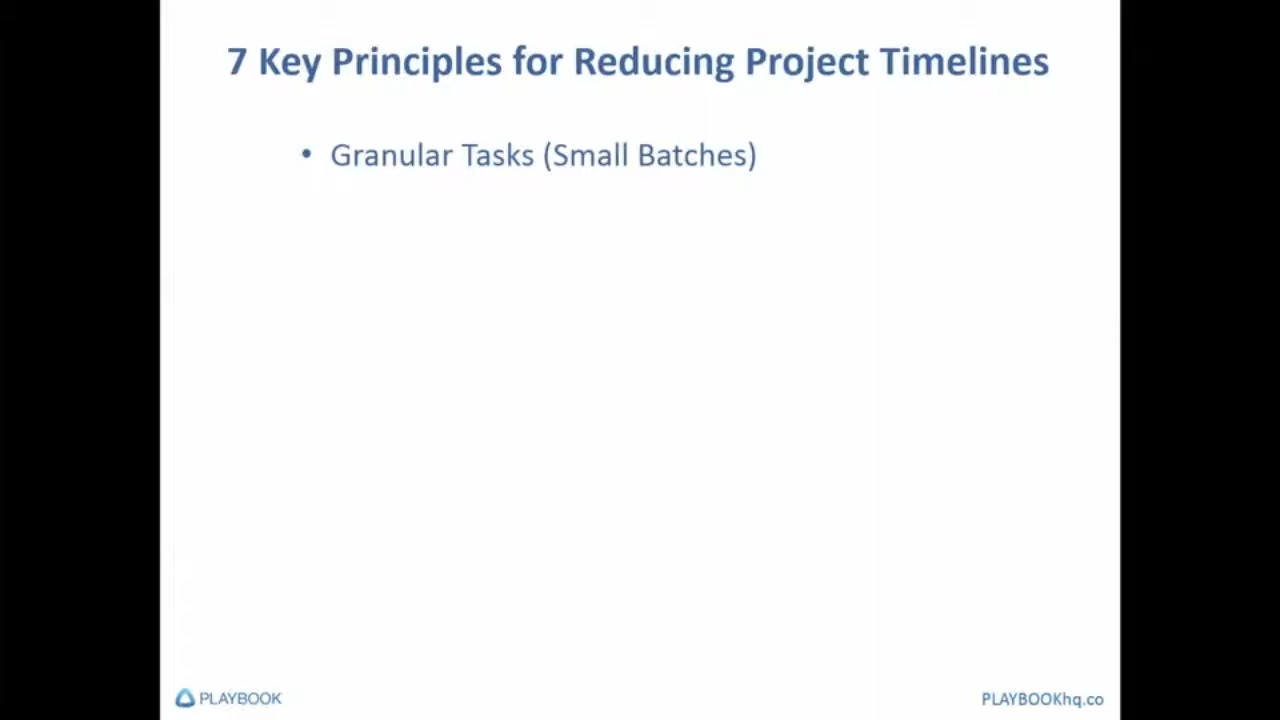 7 Key Principles for Reducing Project Timelines
• Granular Tasks (Small Batches)
PLAYBOOK
PLAYBOOKhq.co